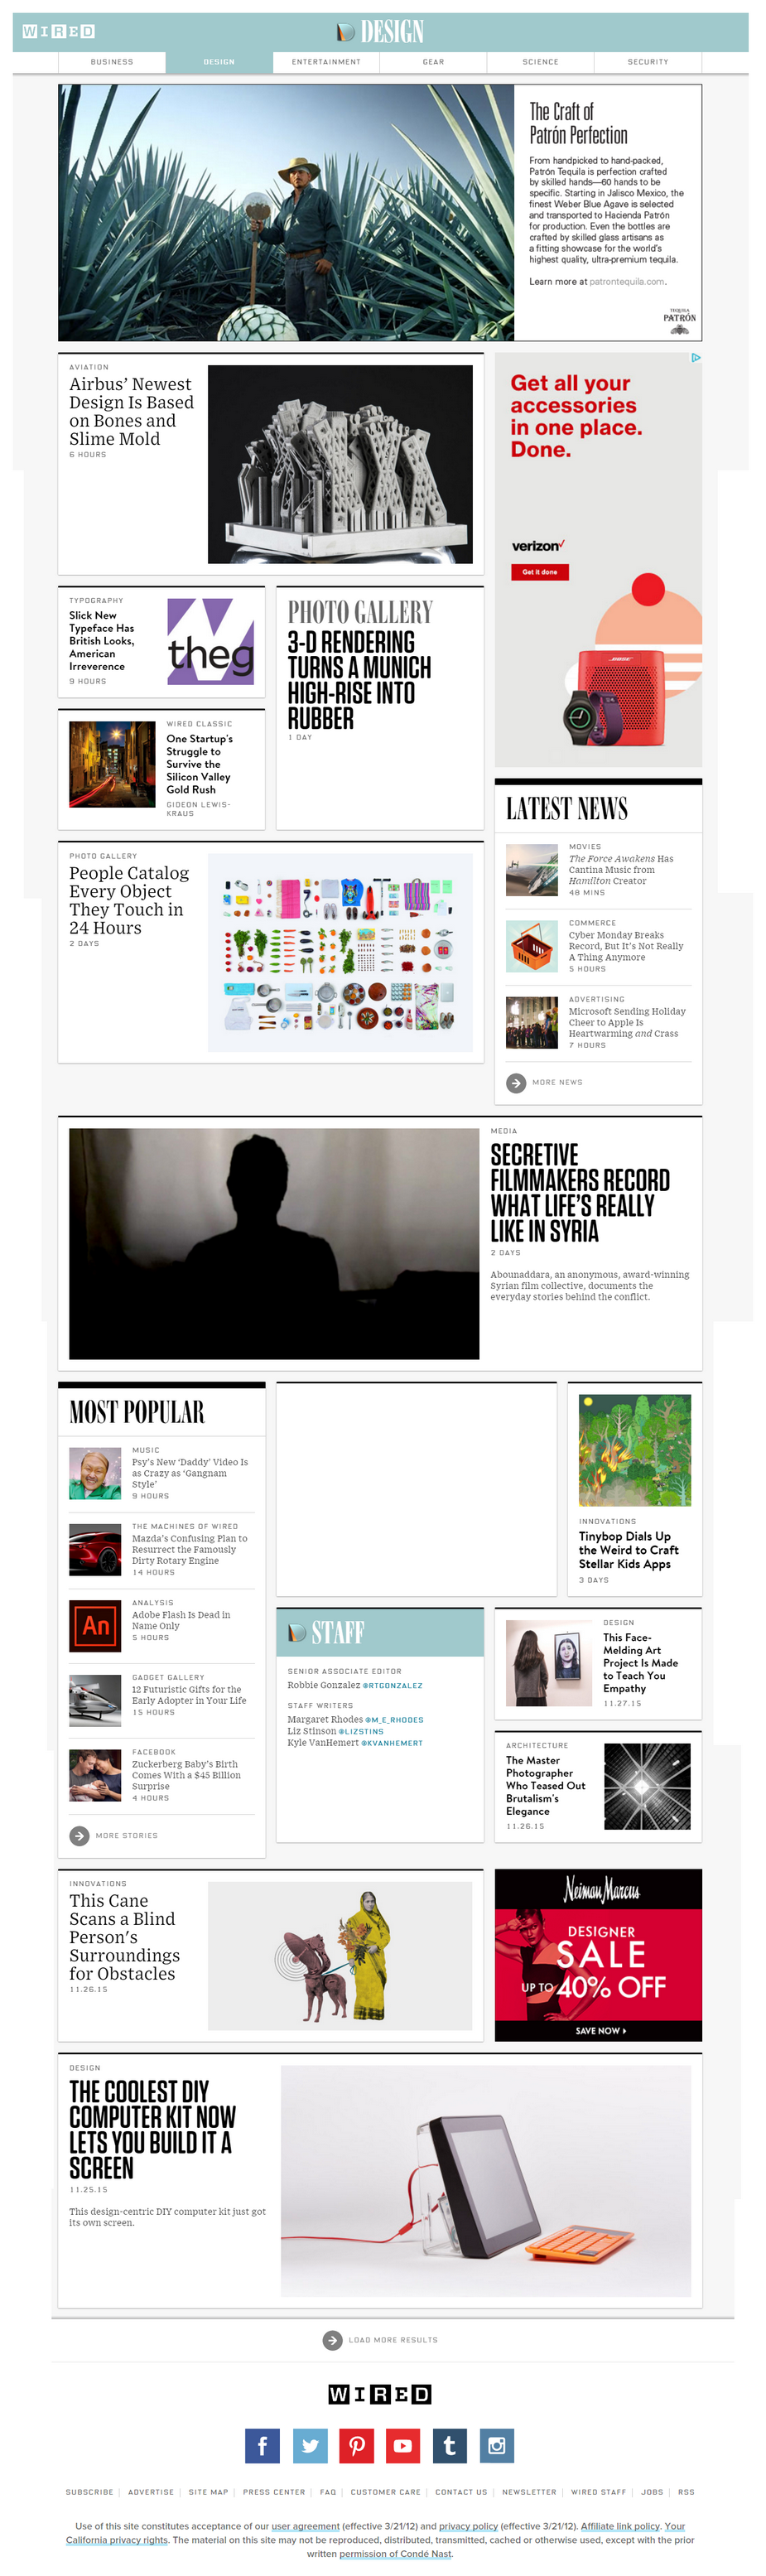 WIRED
DESIGN
BUSINESS
DESIGN
ENTERTAINMENT
GEAR
SCIENCE
SECURITY
The Craft of
Patrón Perfection
From handpicked to hand-packed,
Patrón Tequila is perfection crafted
by skilled hands—60 hands to be
specific. Starting in Jalisco Mexico, the
finest Weber Blue Agave is selected
and transported to Hacienda Patrón
for production. Even the bottles are
crafted by skilled glass artisans as
a fitting showcase for the world's
highest quality, ultra-premium tequila.
Learn more at patrontequila.com.
TEQUILA
PATRÓN
AVIATION
Airbus' Newest
Design Is Based
on Bones and
Slime Mold
6 HOURS
Get all your
accessories
in one place.
Done.
verizon✓
Get it done
BOSE
TYPOGRAPHY
Slick New
Typeface Has
British Looks,
American
Irreverence
9 HOURS
theg
PHOTO GALLERY
3-D RENDERING
TURNS A MUNICH
HIGH-RISE INTO
RUBBER
1 DAY
WIRED CLASSIC
One Startup's
Struggle to
Survive the
Silicon Valley
Gold Rush
GIDEON LEWIS-
KRAUS
LATEST NEWS
MOVIES
The Force Awakens Has
Cantina Music from
Hamilton Creator
48 MINS
COMMERCE
Cyber Monday Breaks
Record, But It's Not Really
A Thing Anymore
5 HOURS
ADVERTISING
Microsoft Sending Holiday
Cheer to Apple Is
Heartwarming and Crass
7 HOURS
MORE NEWS
PHOTO GALLERY
People Catalog
Every Object
They Touch in
24 Hours
2 DAYS
MEDIA
SECRETIVE
FILMMAKERS RECORD
WHAT LIFE'S REALLY
LIKE IN SYRIA
2 DAYS
Abounaddara, an anonymous, award-winning
Syrian film collective, documents the
everyday stories behind the conflict.
MOST POPULAR
MUSIC
Psy's New 'Daddy' Video Is
as Crazy as 'Gangnam
Style'
9 HOURS
THE MACHINES OF WIRED
Mazda's Confusing Plan to
Resurrect the Famously
Dirty Rotary Engine
14 HOURS
An
ANALYSIS
Adobe Flash Is Dead in
Name Only
5 HOURS
GADGET GALLERY
12 Futuristic Gifts for the
Early Adopter in Your Life
15 HOURS
FACEBOOK
Zuckerberg Baby's Birth
Comes With a $45 Billion
Surprise
4 HOURS
MORE STORIES
INNOVATIONS
Tinybop Dials Up
the Weird to Craft
Stellar Kids Apps
3 DAYS
STAFF
SENIOR ASSOCIATE EDITOR
Robbie Gonzalez @RTGONZALEZ
STAFF WRITERS
Margaret Rhodes @M_E_RHODES
Liz Stinson @LIZSTINS
Kyle VanHemert @KVANHEMERT
DESIGN
This Face-
Melding Art
Project Is Made
to Teach You
Empathy
11.27.15
ARCHITECTURE
The Master
Photographer
Who Teased Out
Brutalism's
Elegance
11.26.15
INNOVATIONS
This Cane
Scans a Blind
Person's
Surroundings
for Obstacles
11.26.15
Neiman Marcus
DESIGNER
SALE
UP TO 40% OFF
SAVE NOW
DESIGN
THE COOLEST DIY
COMPUTER KIT NOW
LETS YOU BUILD IT A
SCREEN
11.25.15
This design-centric DIY computer kit just got
its own screen.
LOAD MORE RESULTS
WIRED
SUBSCRIBE | ADVERTISE | SITE MAP | PRESS CENTER | FAQ | CUSTOMER CARE | CONTACT US | NEWSLETTER | WIRED STAFF | JOBS | RSS
Use of this site constitutes acceptance of our user agreement (effective 3/21/12) and privacy policy (effective 3/21/12). Affiliate link policy. Your
California privacy rights. The material on this site may not be reproduced, distributed, transmitted, cached or otherwise used, except with the prior
written permission of Condé Nast.